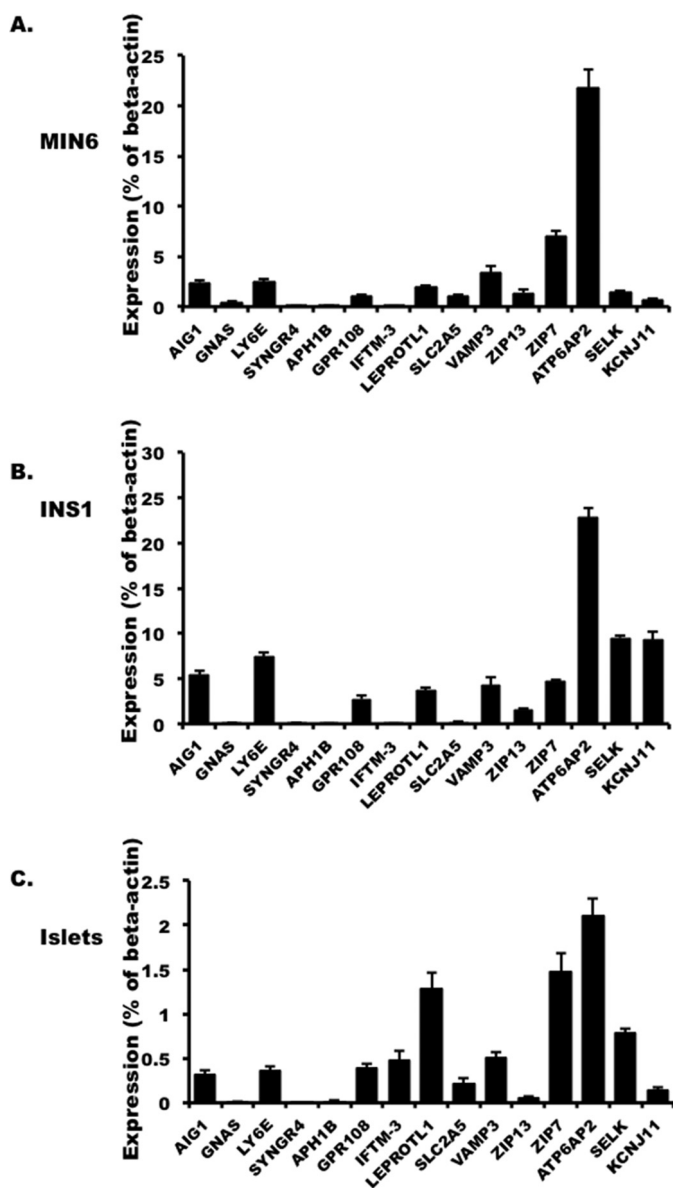 A.
MIN6
Expression (% of beta-actin)
25
20
15
10
5
0
AIG1
GNAS
LY6E
SYNGR4
APH1B
GPR108
IFTM-3
LEPROTL1
SLC2A5
VAMP3
ZIP13
ZIP7
ATP6AP2
SELK
KCNJ11
B.
INS1
Expression (% of beta-actin)
30
25
20
15
10
5
0
AIG1
GNAS
LY6E
SYNGR4
APH1B
GPR108
IFTM-3
LEPROTL1
SLC2A5
VAMP3
ZIP13
ZIP7
ATP6AP2
SELK
KCNJ11
C.
Islets
Expression (% of beta-actin)
2.5
2
1.5
1
0.5
0
AIG1
GNAS
LY6E
SYNGR4
APH1B
GPR108
IFTM-3
LEPROTL1
SLC2A5
VAMP3
ZIP13
ZIP7
ATP6AP2
SELK
KCNJ11